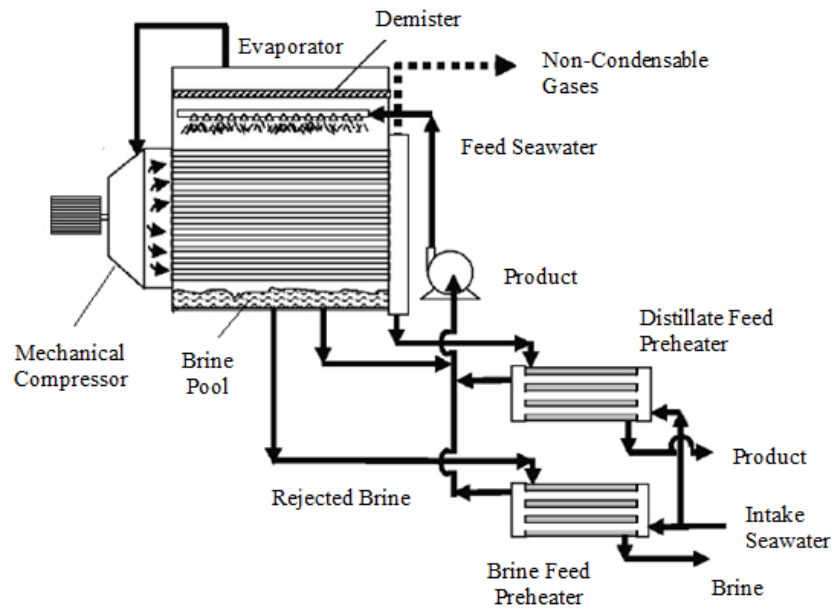 Demister
Evaporator
Non-Condensable
Gases
Feed Seawater
Product
Mechanical
Compressor
Brine
Pool
Distillate Feed
Preheater
Product
Rejected Brine
Intake
Seawater
Brine Feed
Preheater
Brine